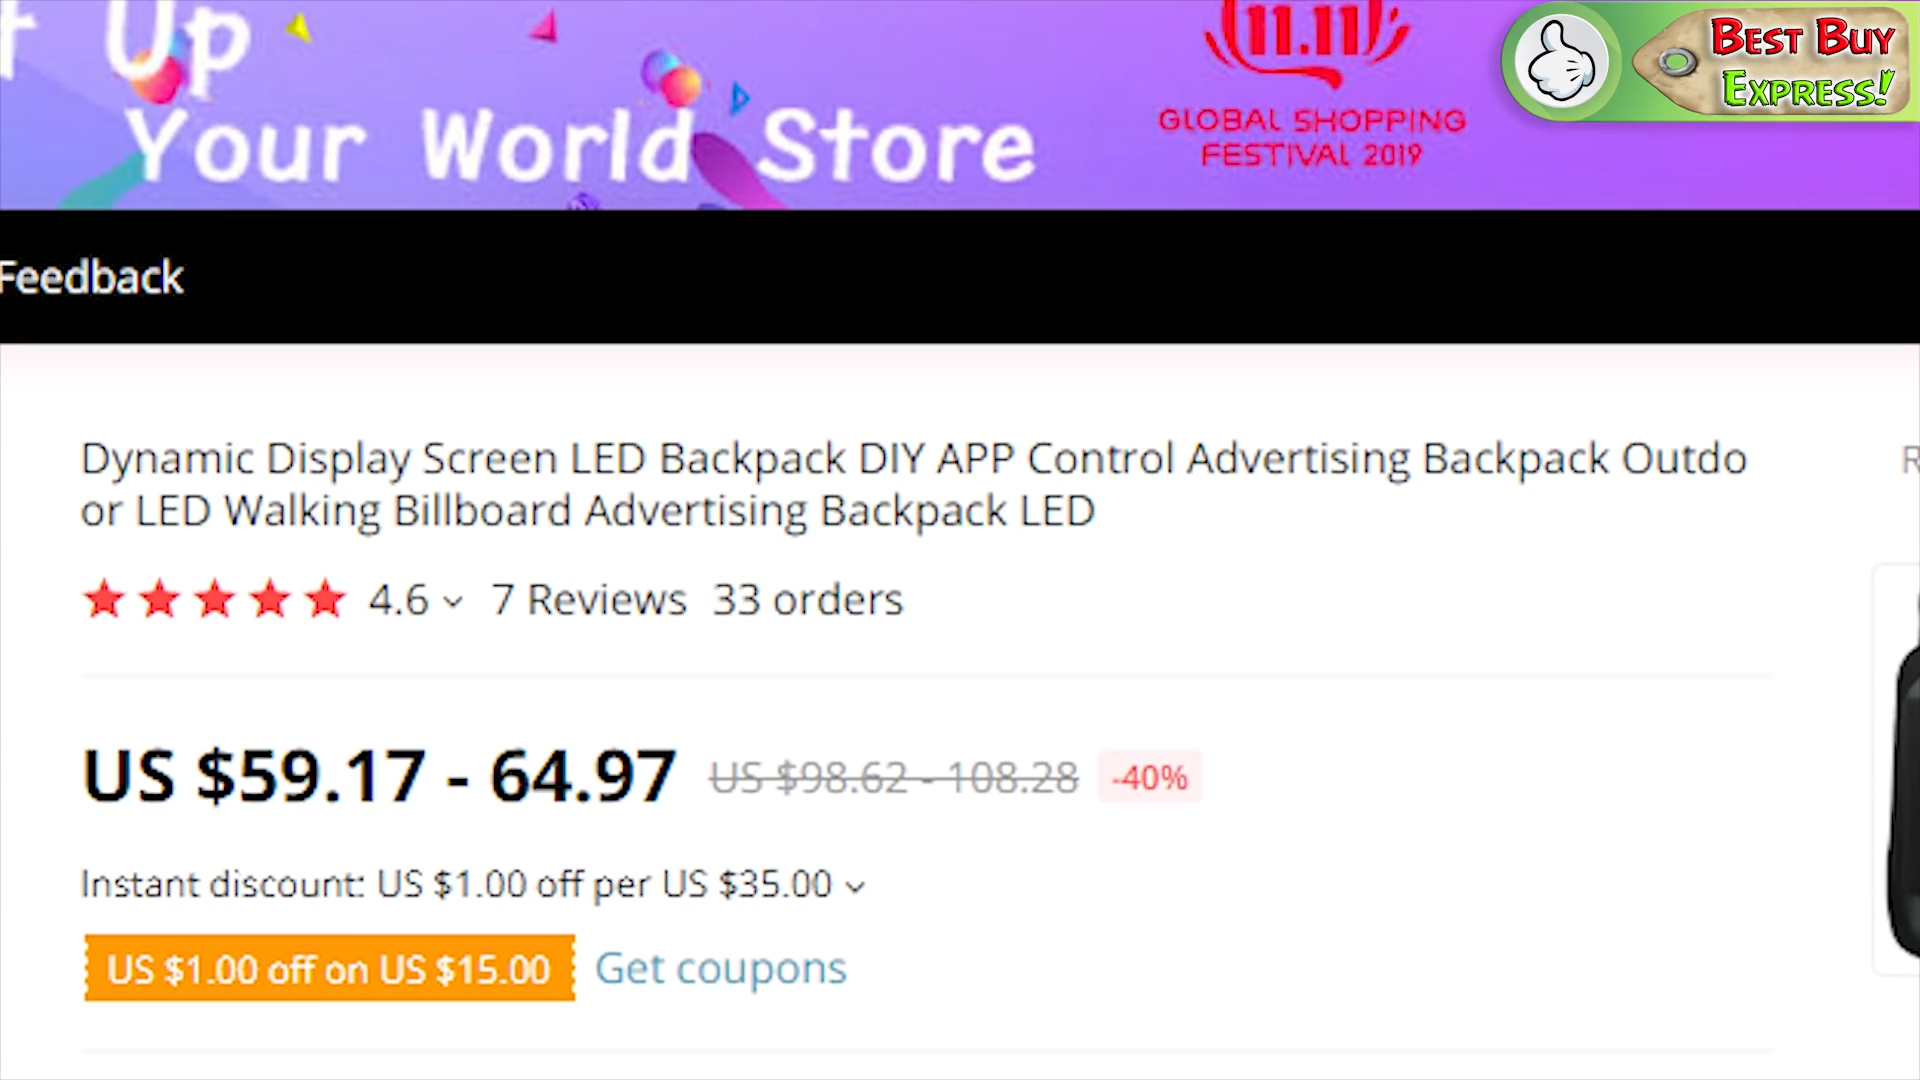 Up
11.11
BEST BUY
EXPRESS!
Your World Store
GLOBAL SHOPPING
FESTIVAL 2019
Feedback
Dynamic Display Screen LED Backpack DIY APP Control Advertising Backpack Outdo
or LED Walking Billboard Advertising Backpack LED
4.6 7 Reviews 33 orders
US $59.17 - 64.97 US $98.62 - 108.28 -40%
Instant discount: US $1.00 off per US $35.00
US $1.00 off on US $15.00 Get coupons